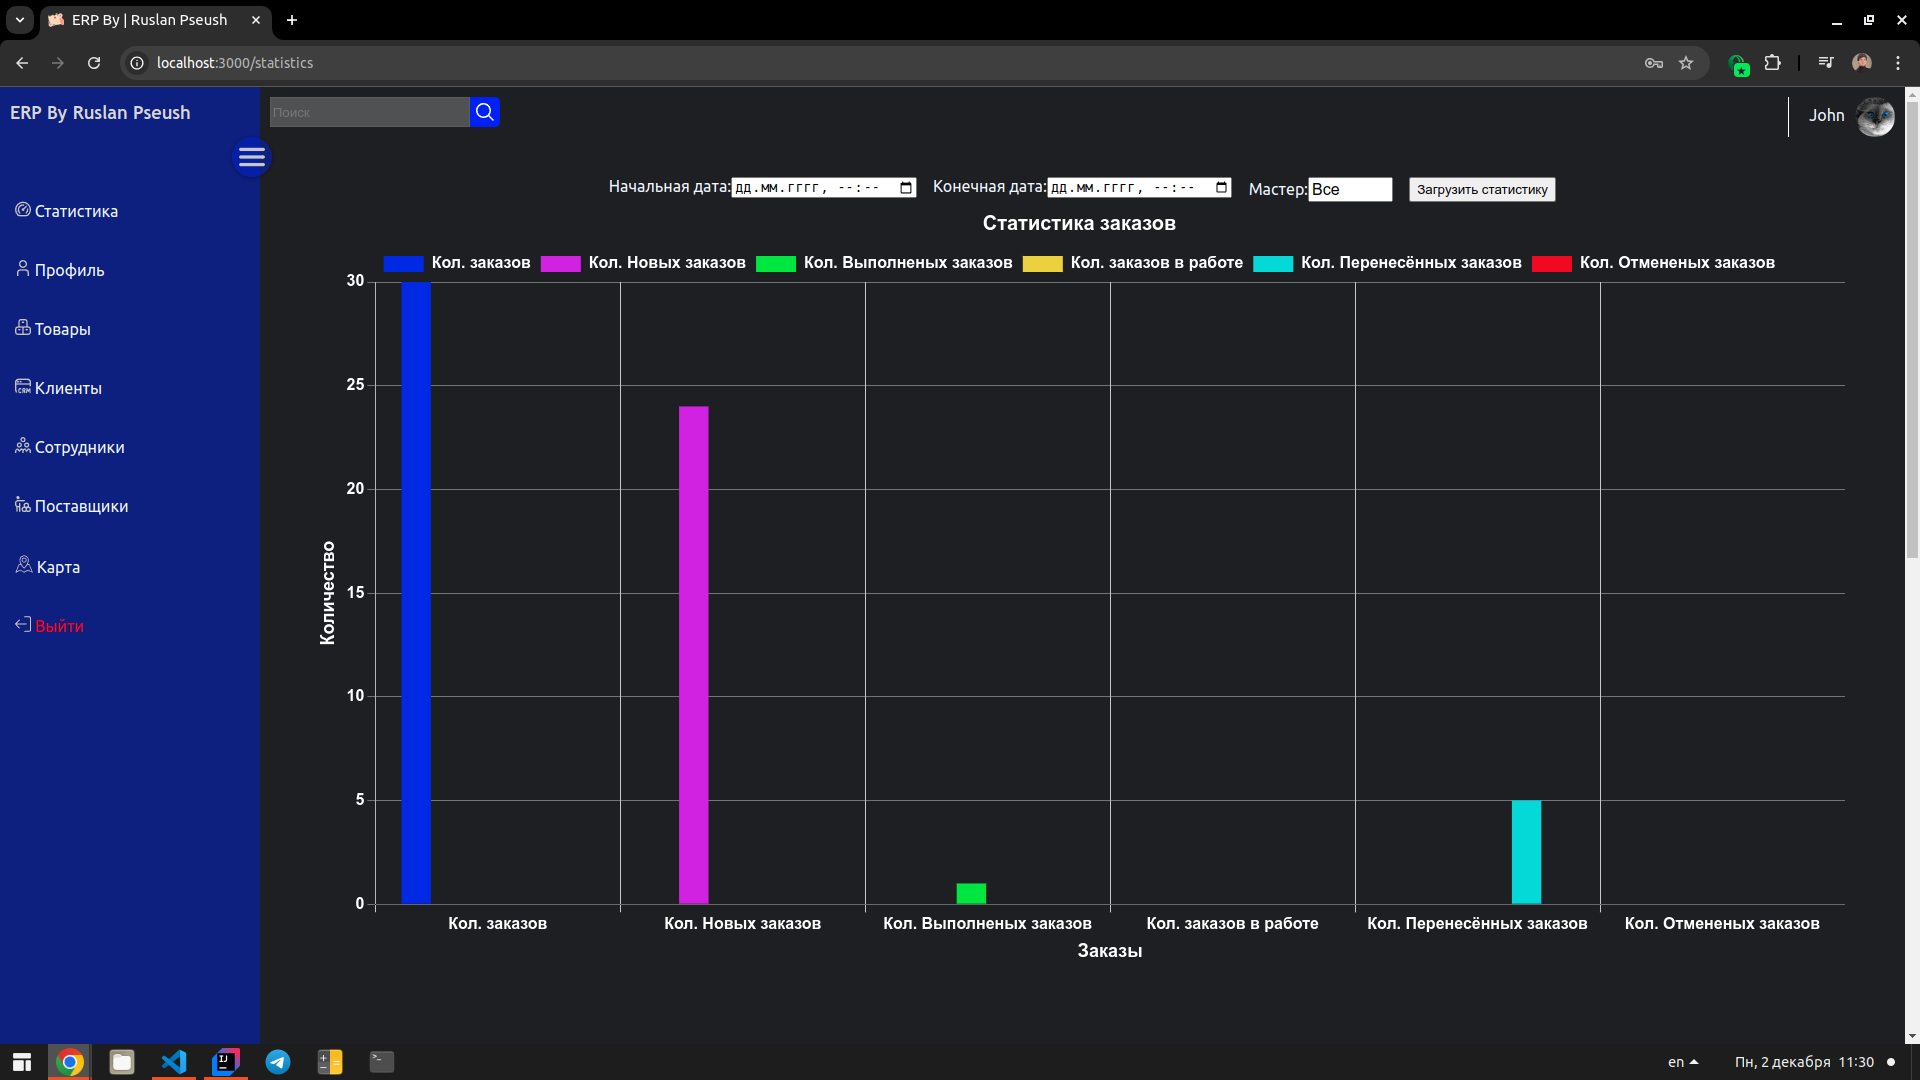 ERP By | Ruslan Pseush
localhost:3000/statistics
ERP By Ruslan Pseush
Поиск
John
Статистика
Профиль
Товары
Клиенты
Сотрудники
Поставщики
Карта
Выйти
Начальная дата: ДД.ММ.ГГГГ, --:-- Конечная дата: ДД.ММ.ГГГГ, --:-- Мастер: Все Загрузить статистику
Статистика заказов
Кол. заказов Кол. Новых заказов Кол. Выполненых заказов Кол. заказов в работе Кол. Перенесённых заказов Кол. Отмененых заказов
30
25
20
15
10
5
0
Количество
Кол. заказов Кол. Новых заказов Кол. Выполненых заказов Кол. заказов в работе Кол. Перенесённых заказов Кол. Отмененых заказов
Заказы
en Пн, 2 декабря 11:30